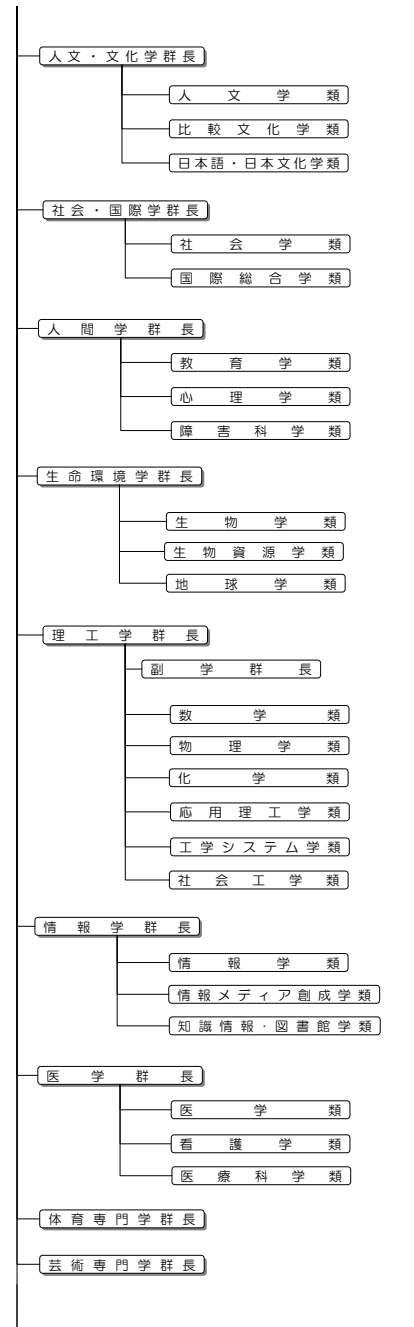 人文・文化学群長
人文学類
比較文化学類
日本語・日本文化学類
社会・国際学群長
社会学類
国際総合学類
人間学群長
教育学類
心理学類
障害科学類
生命環境学群長
生物学類
生物資源学類
地球学類
理工学群長
副学群長
数学類
物理学類
化学類
応用理工学類
工学システム学類
社会工学類
情報学群長
情報学類
情報メディア創成学類
知識情報・図書館学類
医学群長
医学類
看護学類
医療科学類
体育専門学群長
芸術専門学群長